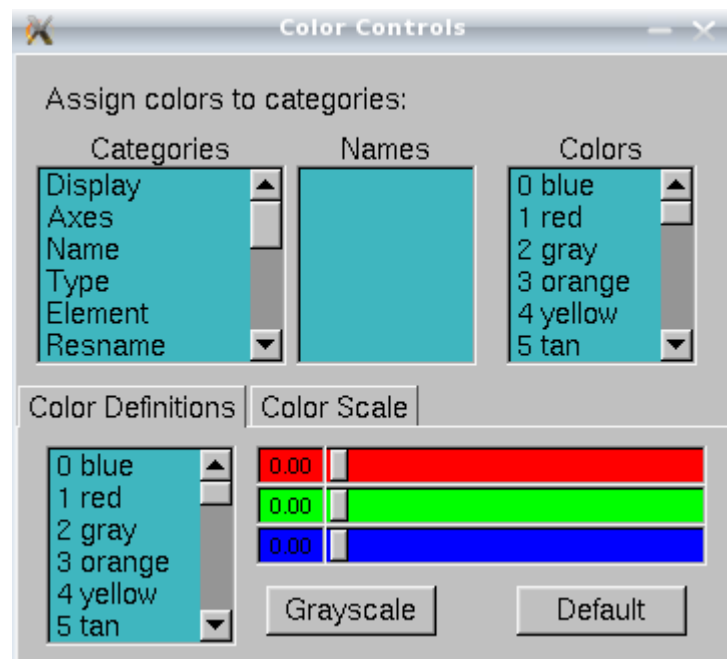 Color Controls
Assign colors to categories:
Categories
Names
Colors
Display
Axes
Name
Type
Element
Resname
0 blue
1 red
2 gray
3 orange
4 yellow
5 tan
Color Definitions
Color Scale
0 blue
1 red
2 gray
3 orange
4 yellow
5 tan
0.00
0.00
0.00
Grayscale
Default